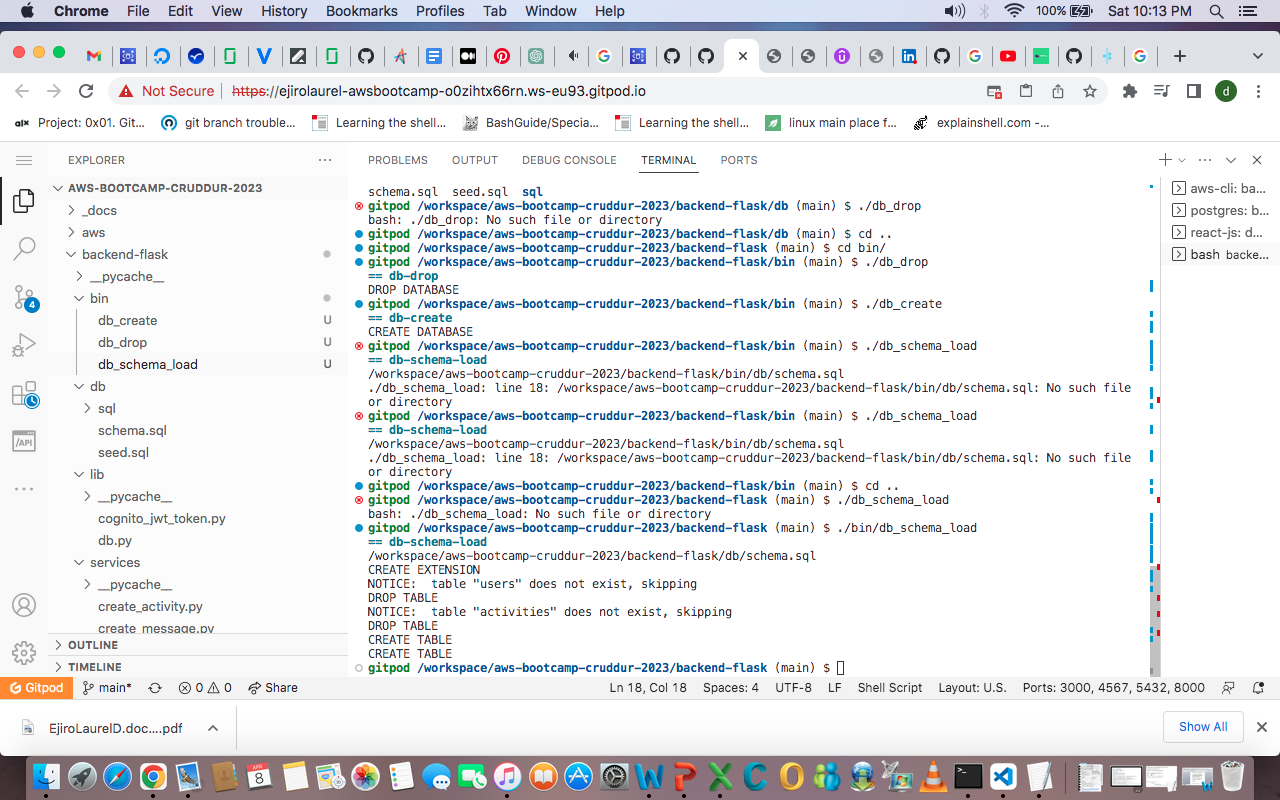 Chrome File Edit View History Bookmarks Profiles Tab Window Help 100% Sat 10:13 PM
Not Secure https://ejirolaurel-awsbootcamp-o0zihtx66rn.ws-eu93.gitpod.io d
alx Project: 0x01. Git... git branch trouble... Learning the shell... BashGuide/Specia... Learning the shell... linux main place f... explainshell.com -...
EXPLORER
AWS-BOOTCAMP-CRUDDUR-2023
_docs
aws
backend-flask
__pycache__
bin
db_create U
db_drop U
db_schema_load U
db
sql
schema.sql
seed.sql
lib
__pycache__
cognito_jwt_token.py
db.py
services
__pycache__
create_activity.py
create_message.py
OUTLINE
TIMELINE
4
/API
PROBLEMS OUTPUT DEBUG CONSOLE TERMINAL PORTS
schema.sql seed.sql sql
gitpod /workspace/aws-bootcamp-cruddur-2023/backend-flask/db (main) $ ./db_drop
bash: ./db_drop: No such file or directory
gitpod /workspace/aws-bootcamp-cruddur-2023/backend-flask/db (main) $ cd ..
gitpod /workspace/aws-bootcamp-cruddur-2023/backend-flask (main) $ cd bin/
gitpod /workspace/aws-bootcamp-cruddur-2023/backend-flask/bin (main) $ ./db_drop
== db-drop
DROP DATABASE
gitpod /workspace/aws-bootcamp-cruddur-2023/backend-flask/bin (main) $ ./db_create
== db-create
CREATE DATABASE
gitpod /workspace/aws-bootcamp-cruddur-2023/backend-flask/bin (main) $ ./db_schema_load
== db-schema-load
/workspace/aws-bootcamp-cruddur-2023/backend-flask/bin/db/schema.sql
./db_schema_load: line 18: /workspace/aws-bootcamp-cruddur-2023/backend-flask/bin/db/schema.sql: No such file
or directory
gitpod /workspace/aws-bootcamp-cruddur-2023/backend-flask/bin (main) $ ./db_schema_load
== db-schema-load
/workspace/aws-bootcamp-cruddur-2023/backend-flask/bin/db/schema.sql
./db_schema_load: line 18: /workspace/aws-bootcamp-cruddur-2023/backend-flask/bin/db/schema.sql: No such file
or directory
gitpod /workspace/aws-bootcamp-cruddur-2023/backend-flask/bin (main) $ cd ..
gitpod /workspace/aws-bootcamp-cruddur-2023/backend-flask (main) $ ./db_schema_load
bash: ./db_schema_load: No such file or directory
gitpod /workspace/aws-bootcamp-cruddur-2023/backend-flask (main) $ ./bin/db_schema_load
== db-schema-load
/workspace/aws-bootcamp-cruddur-2023/backend-flask/db/schema.sql
CREATE EXTENSION
NOTICE:  table "users" does not exist, skipping
DROP TABLE
NOTICE:  table "activities" does not exist, skipping
DROP TABLE
CREATE TABLE
CREATE TABLE
gitpod /workspace/aws-bootcamp-cruddur-2023/backend-flask (main) $
aws-cli: ba...
postgres: b...
react-js: d...
bash backe...
Gitpod main* 0 0 Share Ln 18, Col 18 Spaces: 4 UTF-8 LF Shell Script Layout: U.S. Ports: 3000, 4567, 5432, 8000
EjiroLaurelD.doc....pdf Show All
APR
8